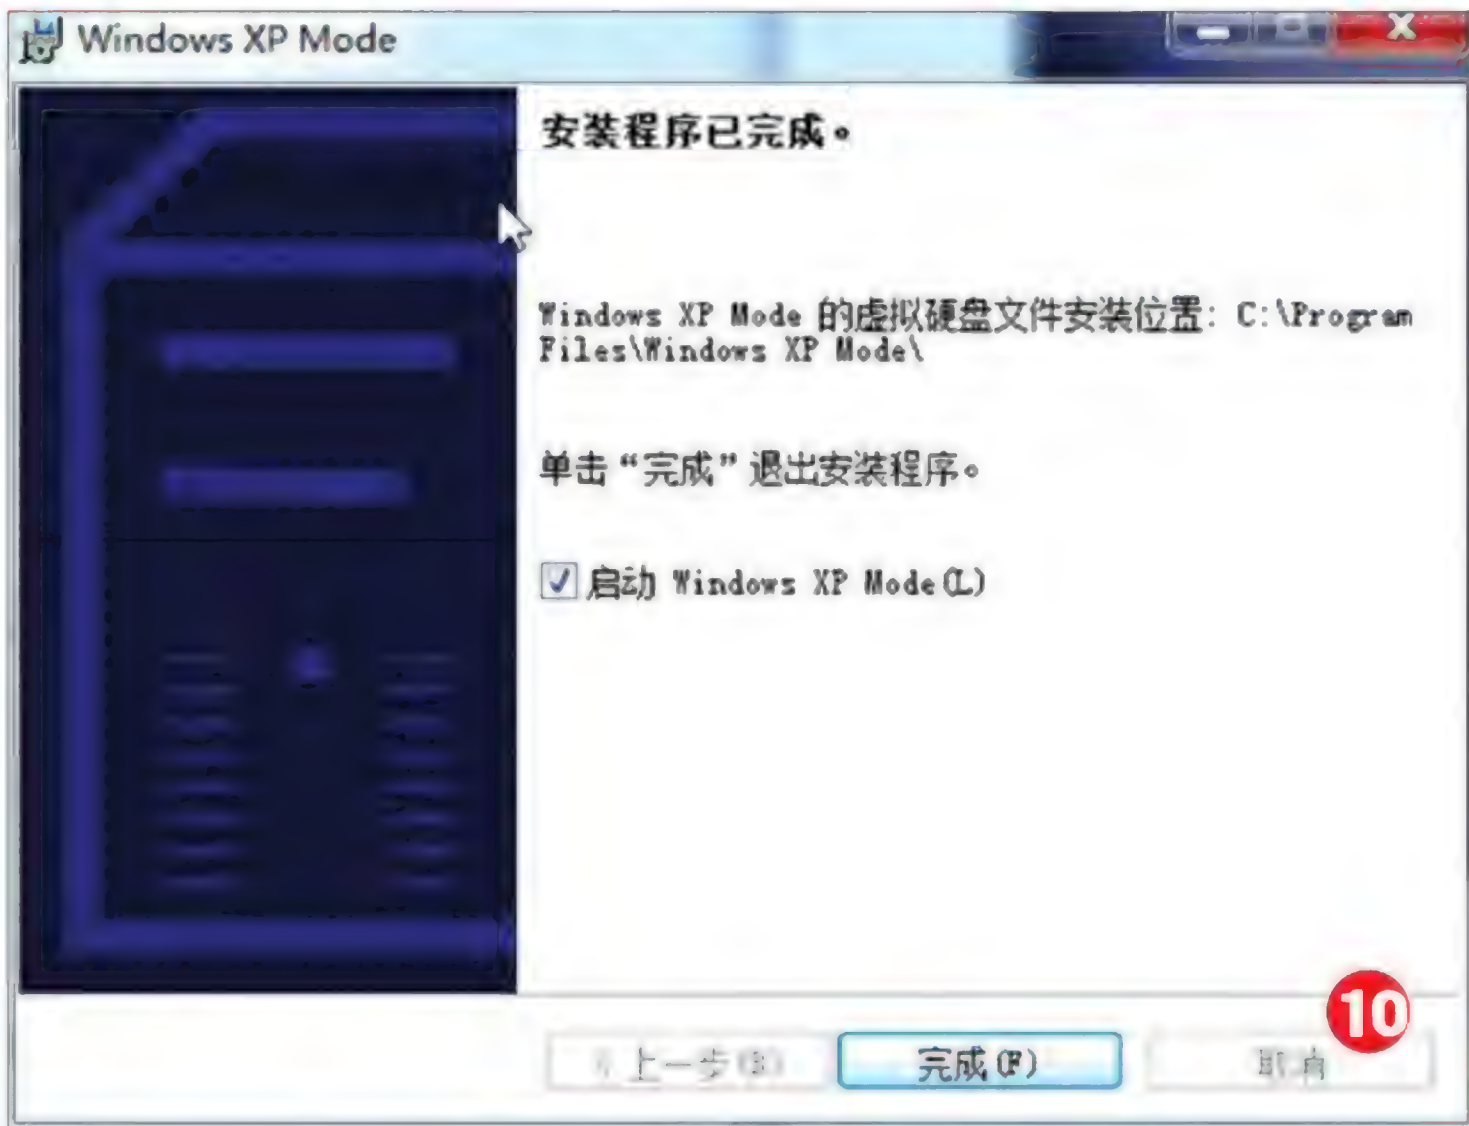 Windows XP Mode
安装程序已完成。
Windows XP Mode 的虚拟硬盘文件安装位置: C:\Program
Files\Windows XP Mode\
单击“完成”退出安装程序。
启动 Windows XP Mode(L)
10
< 上一步(B)
完成(F)
取消